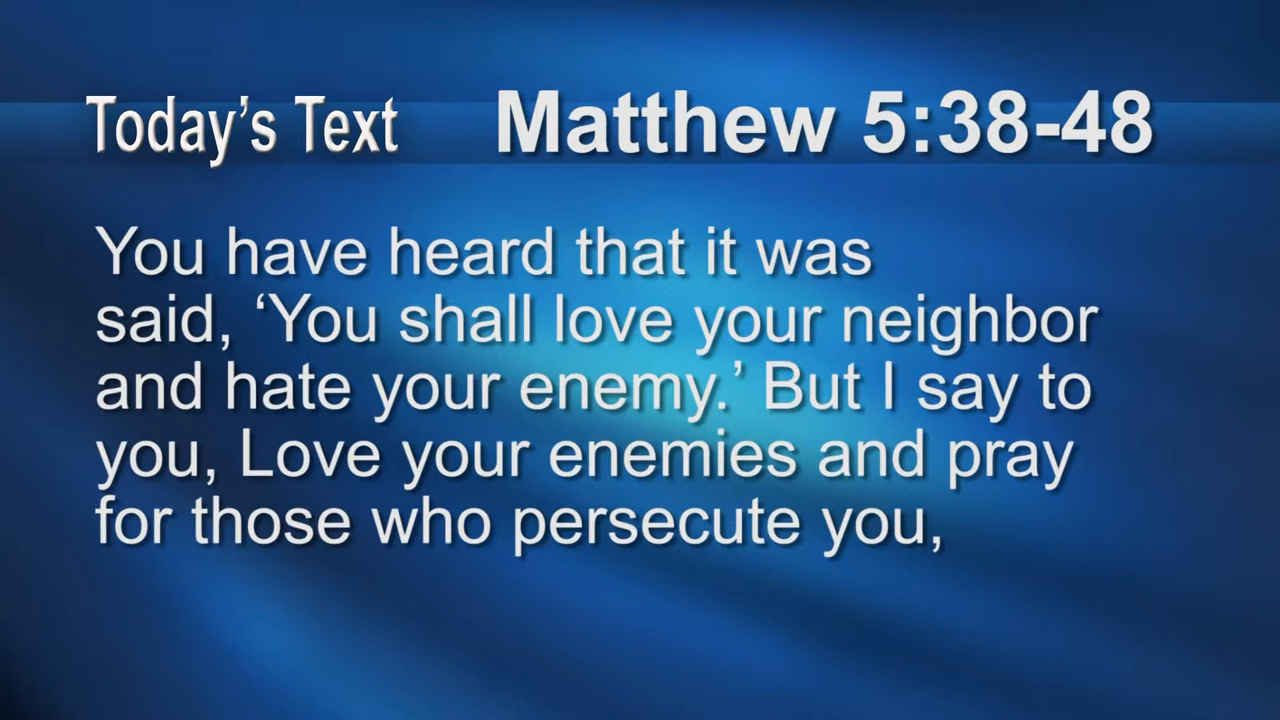 Today’s Text Matthew 5:38-48
You have heard that it was
said, ‘You shall love your neighbor
and hate your enemy.’ But I say to
you, Love your enemies and pray
for those who persecute you,